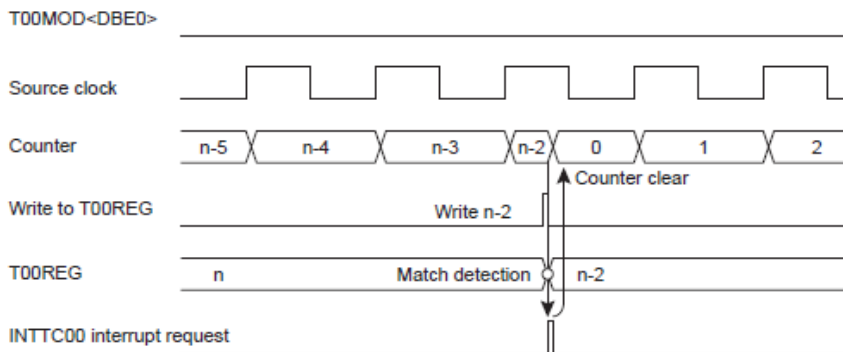 T00MOD<DBE0>
Source clock
Counter n-5 n-4 n-3 n-2 0 1 2
Counter clear
Write to T00REG Write n-2
T00REG n Match detection n-2
INTTC00 interrupt request